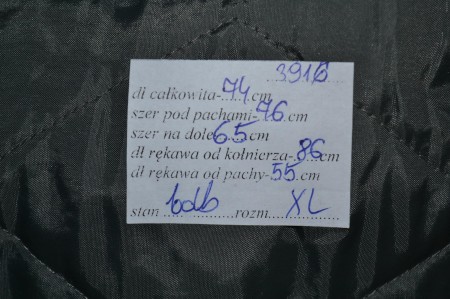 3916
dł całkowita-74 cm
szer pod pachami-76 cm
szer na dole 65 cm
dł rękawa od kołnierza-86 cm
dł rękawa od pachy-55 cm
stan bdb rozm. XL